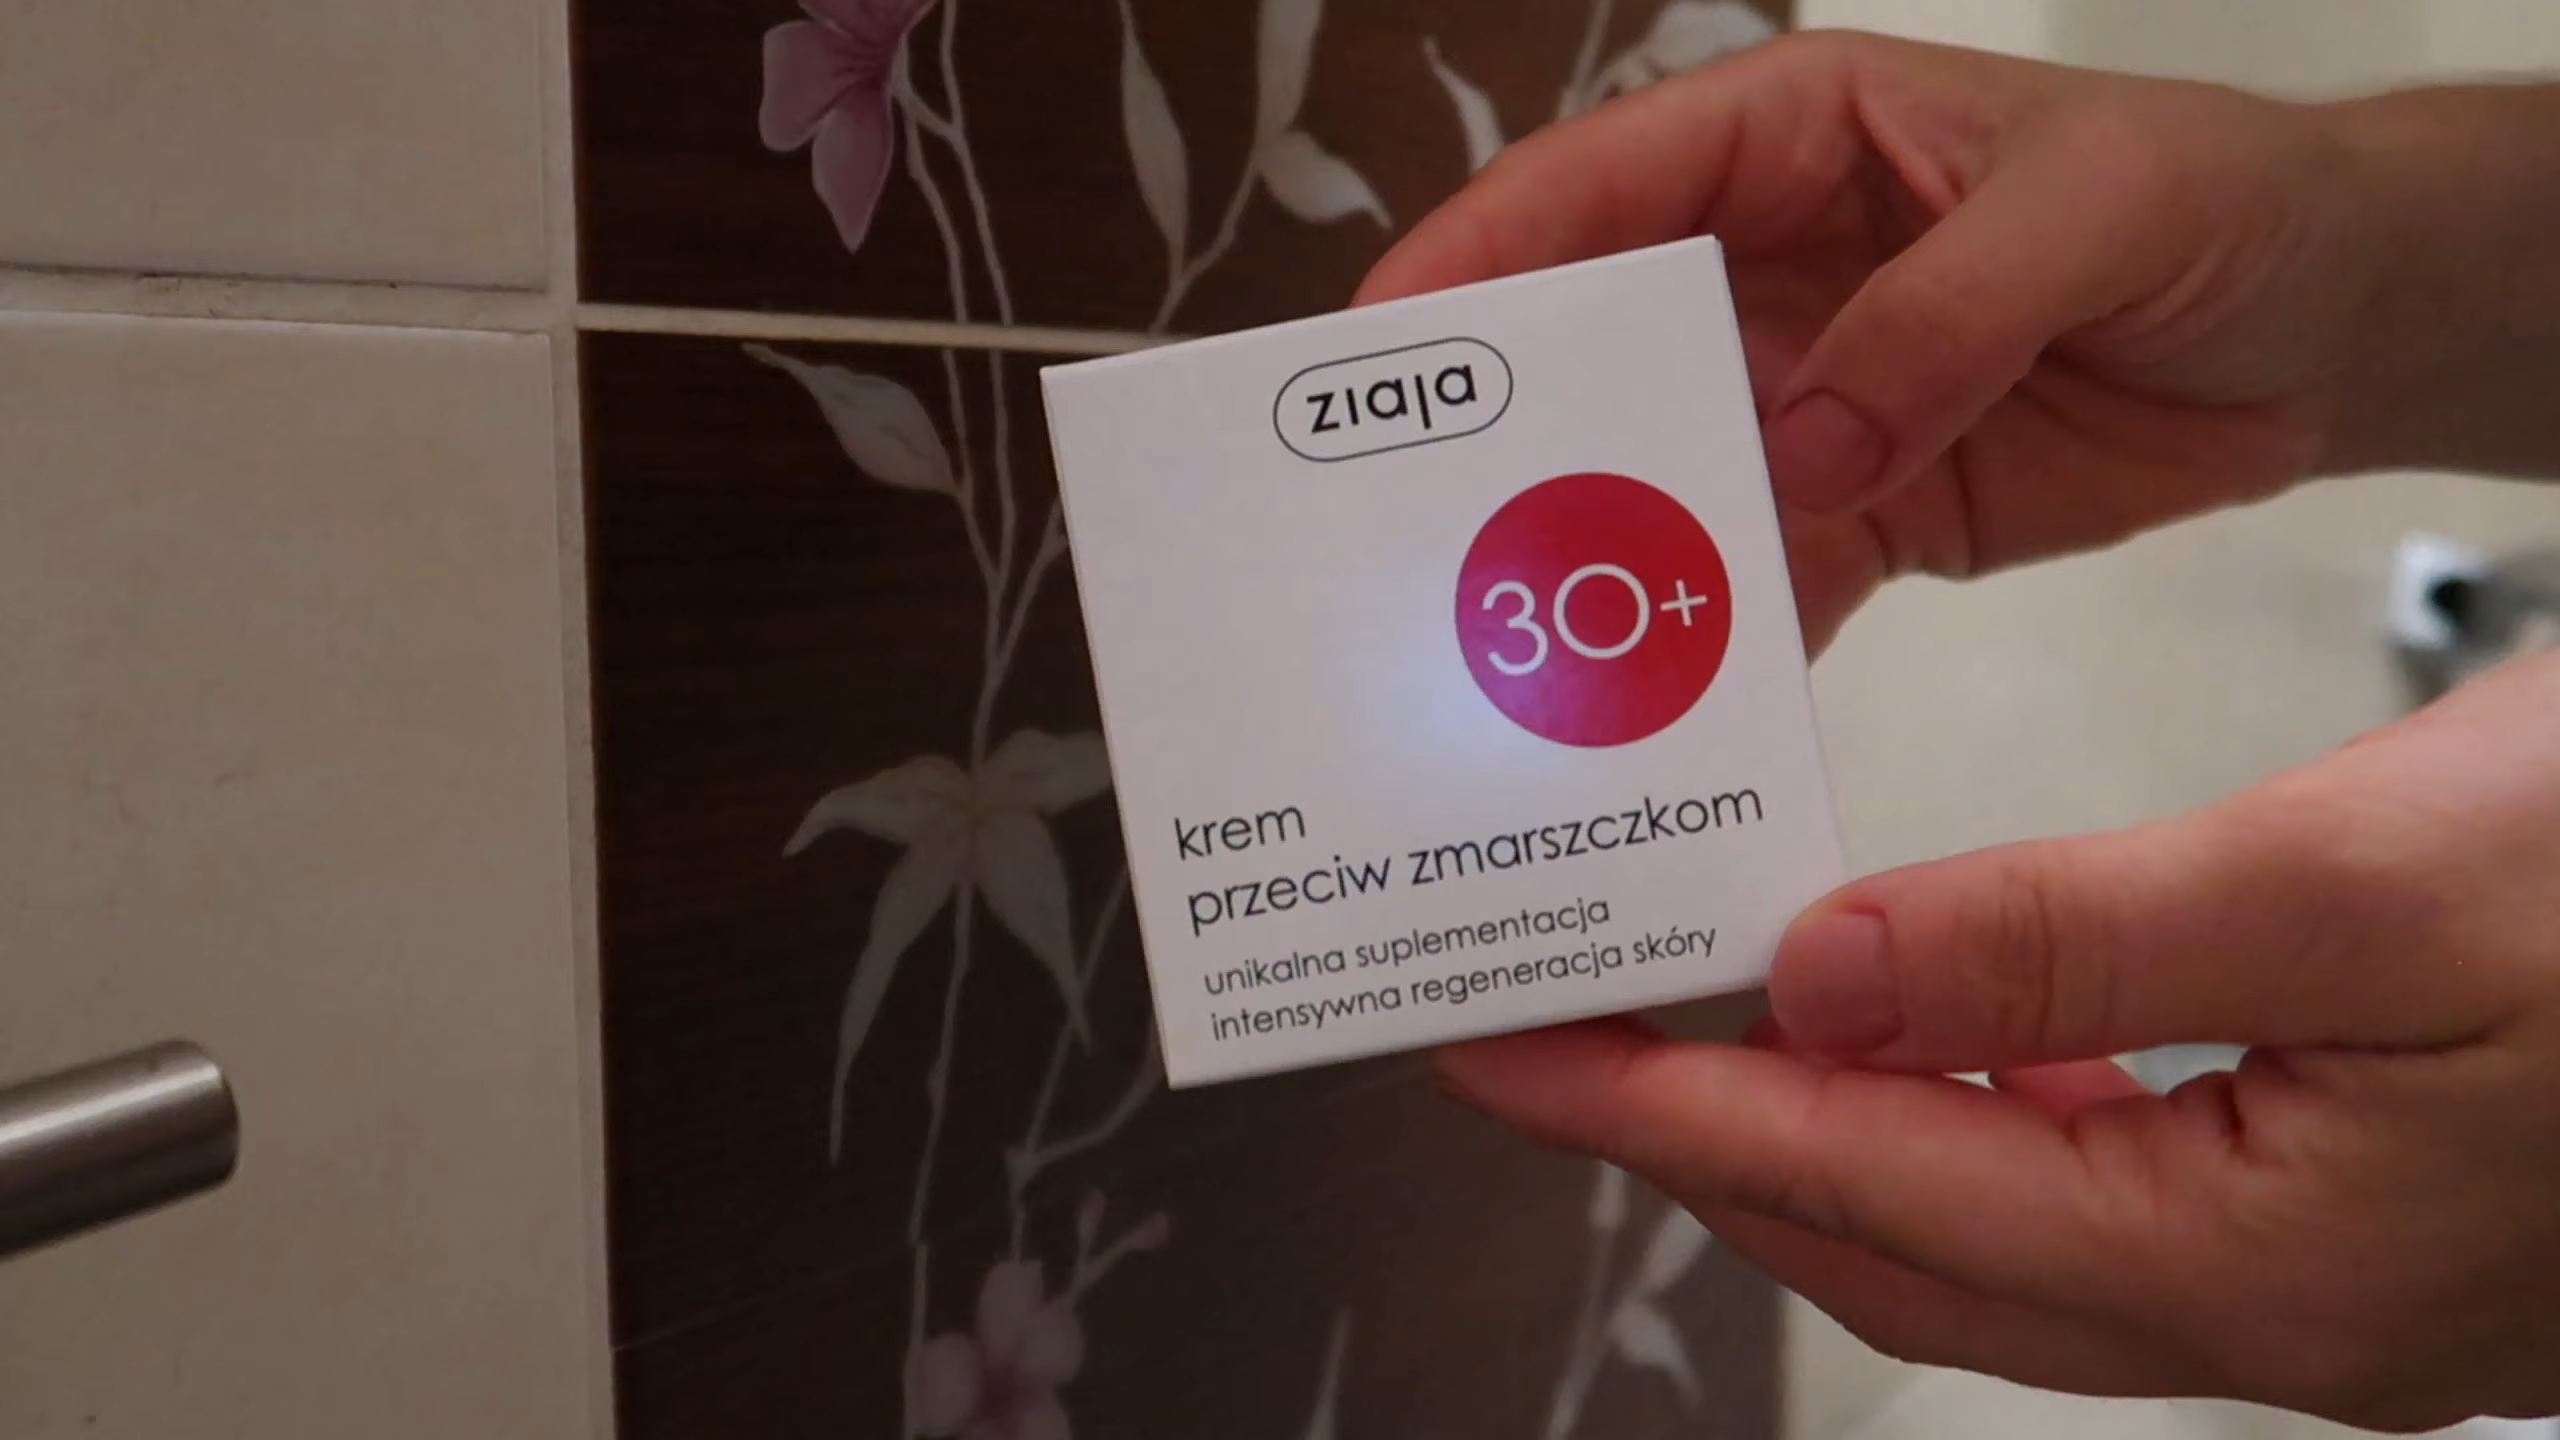 ziaja
30+
krem
przeciw zmarszczkom
unikalna suplementacja
intensywna regeneracja skóry